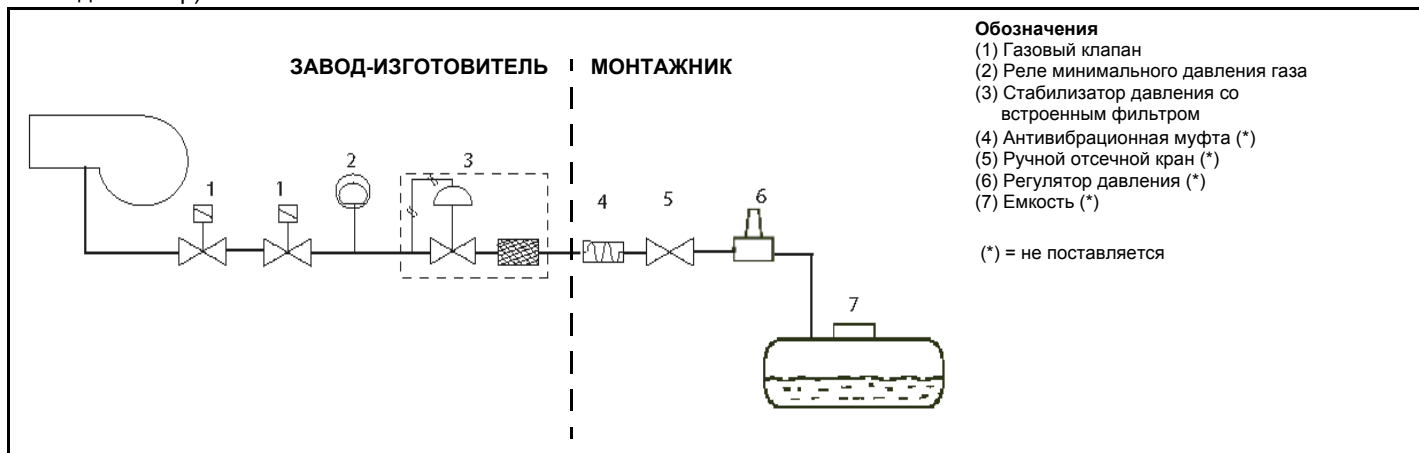 ЗАВОД-ИЗГОТОВИТЕЛЬ
МОНТАЖНИК
1
1
2
3
4
5
6
7
Обозначения
(1) Газовый клапан
(2) Реле минимального давления газа
(3) Стабилизатор давления со
встроенным фильтром
(4) Антивибрационная муфта (*)
(5) Ручной отсечной кран (*)
(6) Регулятор давления (*)
(7) Емкость (*)
(*) = не поставляется